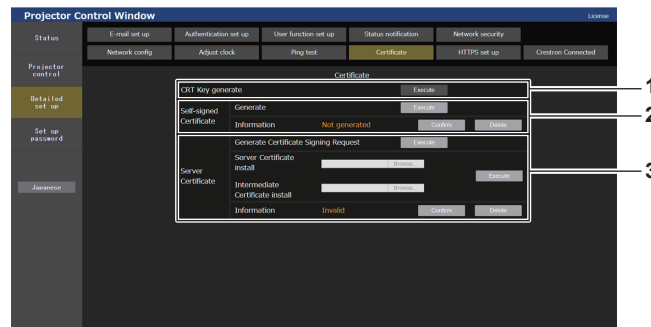 Projector Control Window
License
Status
E-mail set up
Authentication set up
User function set up
Status notification
Network security
Network config
Adjust clock
Ping test
Certificate
HTTPS set up
Crestron Connected
Projector
control
Detailed
set up
Set up
password
Japanese
Certificate
CRT Key generate
Execute
1
Self-signed
Certificate
Generate
Execute
2
Information
Not generated
Confirm
Delete
Server
Certificate
Generate Certificate Signing Request
Execute
Server Certificate
install
Browse...
Execute
3
Intermediate
Certificate install
Browse...
Information
Invalid
Confirm
Delete